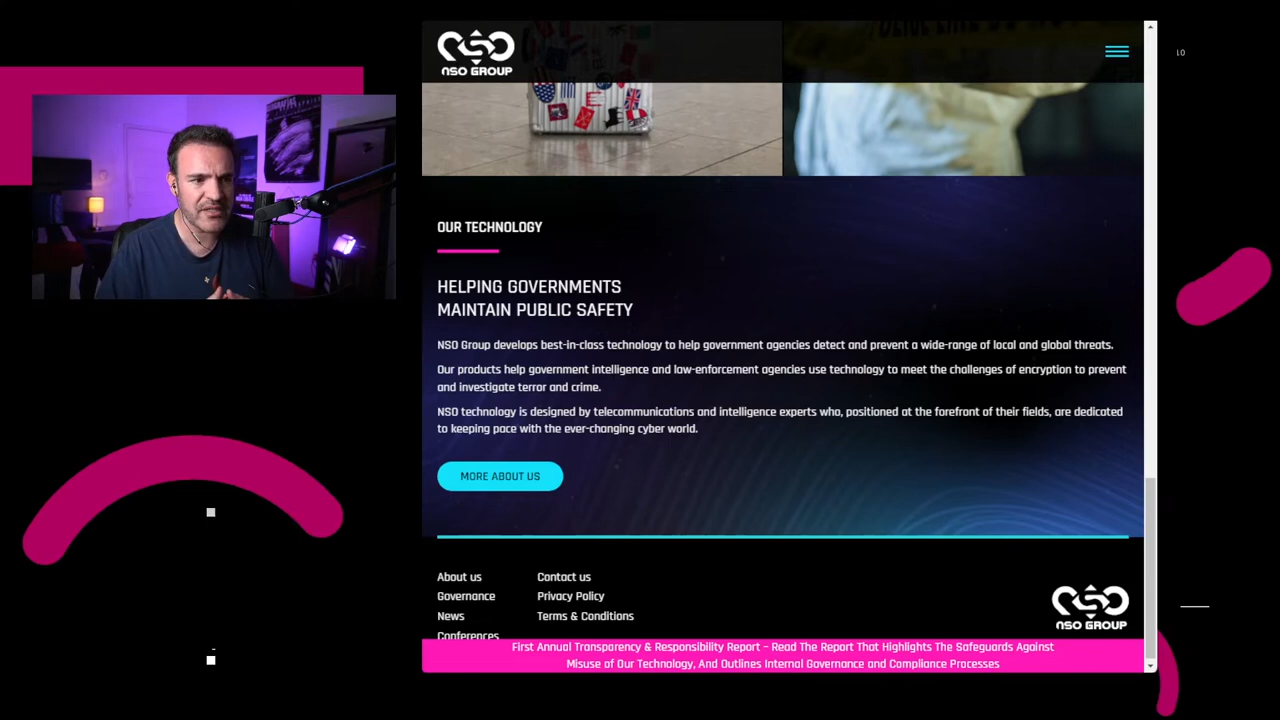 NSO
NSO GROUP
10
OUR TECHNOLOGY
HELPING GOVERNMENTS
MAINTAIN PUBLIC SAFETY
NSO Group develops best-in-class technology to help government agencies detect and prevent a wide-range of local and global threats.
Our products help government intelligence and law-enforcement agencies use technology to meet the challenges of encryption to prevent
and investigate terror and crime.
NSO technology is designed by telecommunications and intelligence experts who, positioned at the forefront of their fields, are dedicated
to keeping pace with the ever-changing cyber world.
MORE ABOUT US
About us
Contact us
Governance
Privacy Policy
News
Terms & Conditions
Conferences
NSO
NSO GROUP
First Annual Transparency & Responsibility Report – Read The Report That Highlights The Safeguards Against
Misuse of Our Technology, And Outlines Internal Governance and Compliance Processes